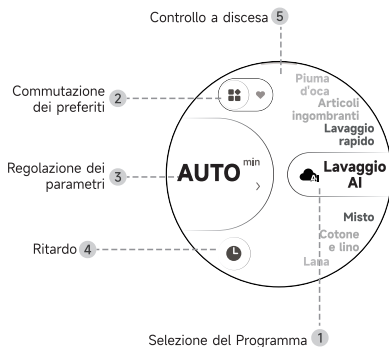 Controllo a discesa 5
Commutazione
dei preferiti 2
Regolazione dei
parametri 3
Ritardo 4
Selezione del Programma 1
AUTO min
Piuma
d'oca
Articoli
ingombranti
Lavaggio
rapido
AI
Lavaggio
AI
Misto
Cotone
e lino
Lana